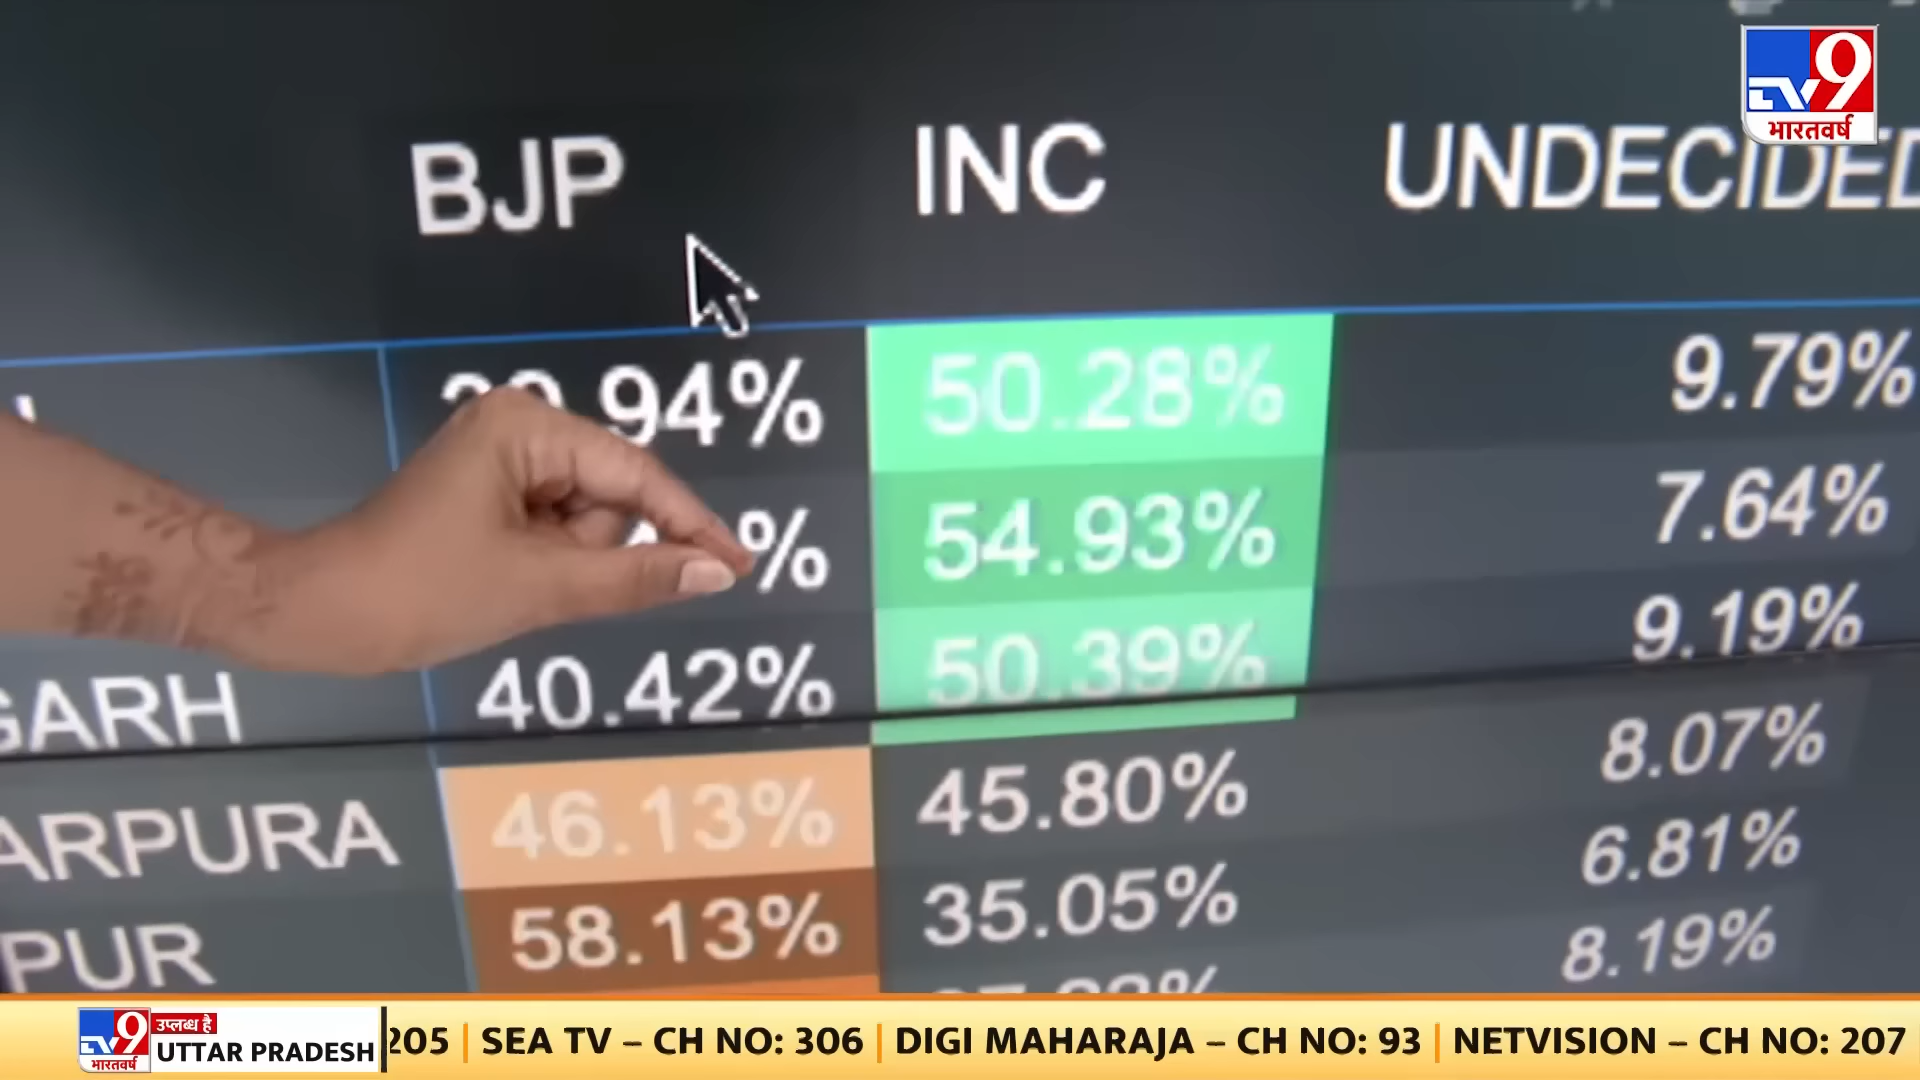 TV9
भारतवर्ष
BJP INC UNDECIDED
.94% 50.28% 9.79%
% 54.93% 7.64%
GARH 40.42% 50.39% 9.19%
ARPURA 46.13% 45.80% 8.07%
PUR 58.13% 35.05% 6.81%
8.19%
TV9 भारतवर्ष उपलब्ध है
UTTAR PRADESH 205 | SEA TV – CH NO: 306 | DIGI MAHARAJA – CH NO: 93 | NETVISION – CH NO: 207